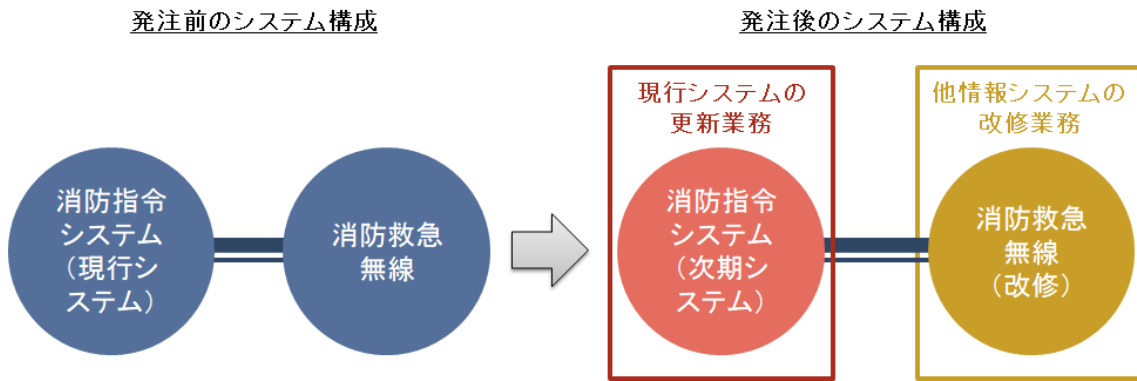 発注前のシステム構成
発注後のシステム構成
現行システムの
更新業務
他情報システムの
改修業務
消防指令
システム
（現行シ
ステム）
消防救急
無線
消防指令
システム
（次期シ
ステム）
消防救急
無線
（改修）